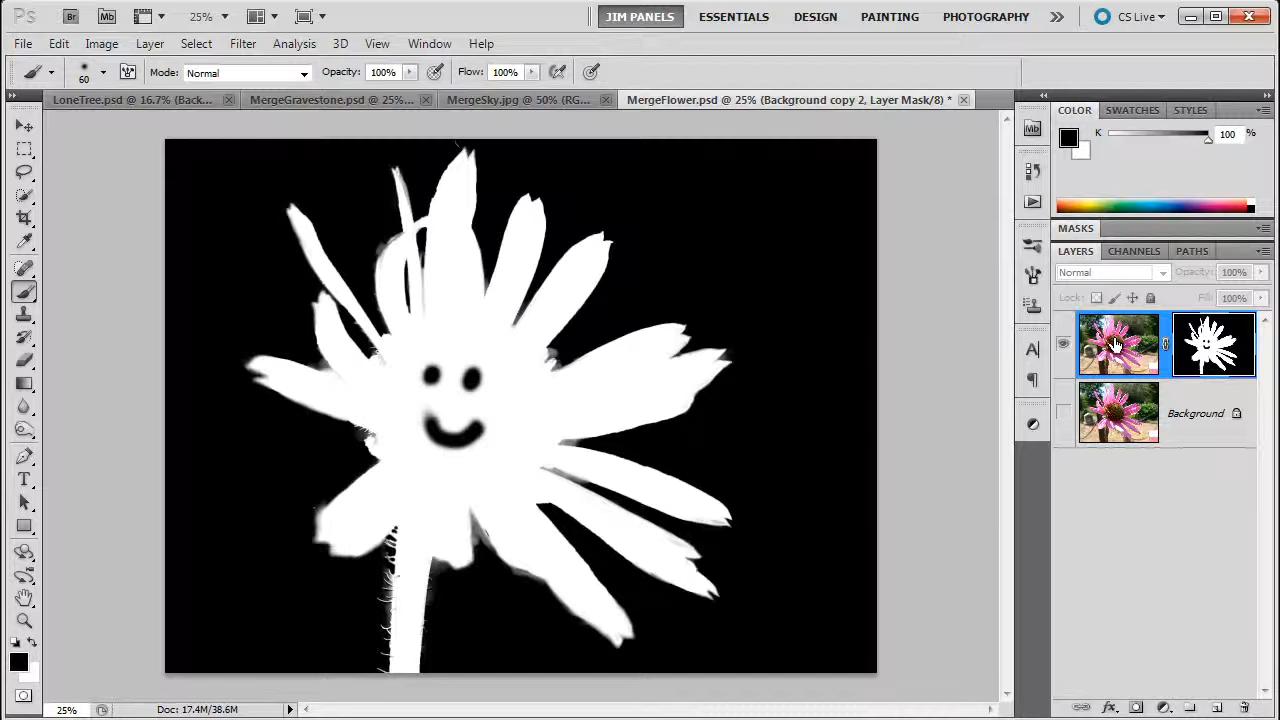 Ps Br Mb 25% JIM PANELS ESSENTIALS DESIGN PAINTING PHOTOGRAPHY CS Live
File Edit Image Layer Select Filter Analysis 3D View Window Help
60 Mode: Normal Opacity: 100% Flow: 100%
LoneTree.psd @ 16.7% (Back... MergeGravestone.psd @ 25%... MergeSky.jpg @ 50% (RG... MergeFlower.psd @ 25% (Background copy 2, Layer Mask/8) *
COLOR SWATCHES STYLES
Mb
K 100 %
MASKS
LAYERS CHANNELS PATHS
Normal Opacity: 100%
Lock: Fill: 100%
A
T
Background
25% Doc: 17.4M/38.6M
fx